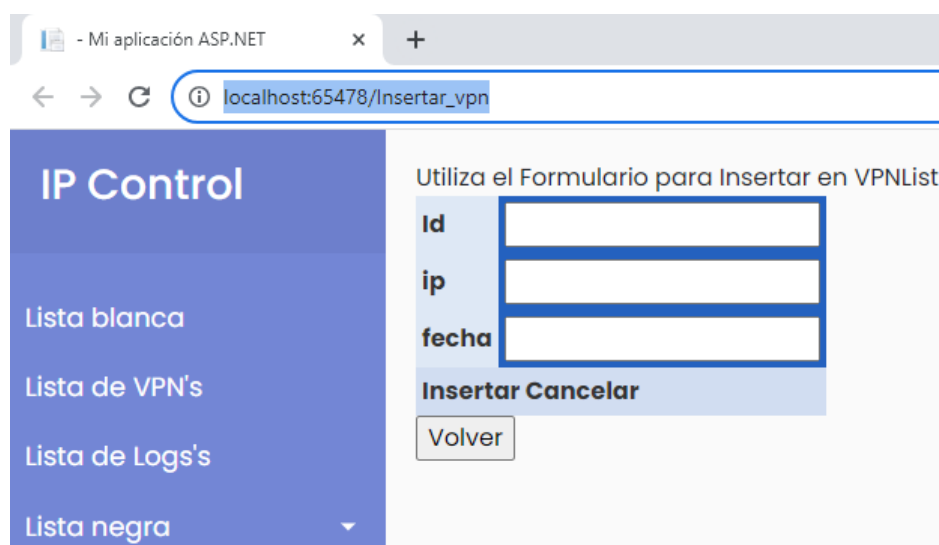 - Mi aplicación ASP.NET
localhost:65478/Insertar_vpn
IP Control
Lista blanca
Lista de VPN's
Lista de Logs's
Lista negra
Utiliza el Formulario para Insertar en VPNList
Id
ip
fecha
Insertar Cancelar
Volver